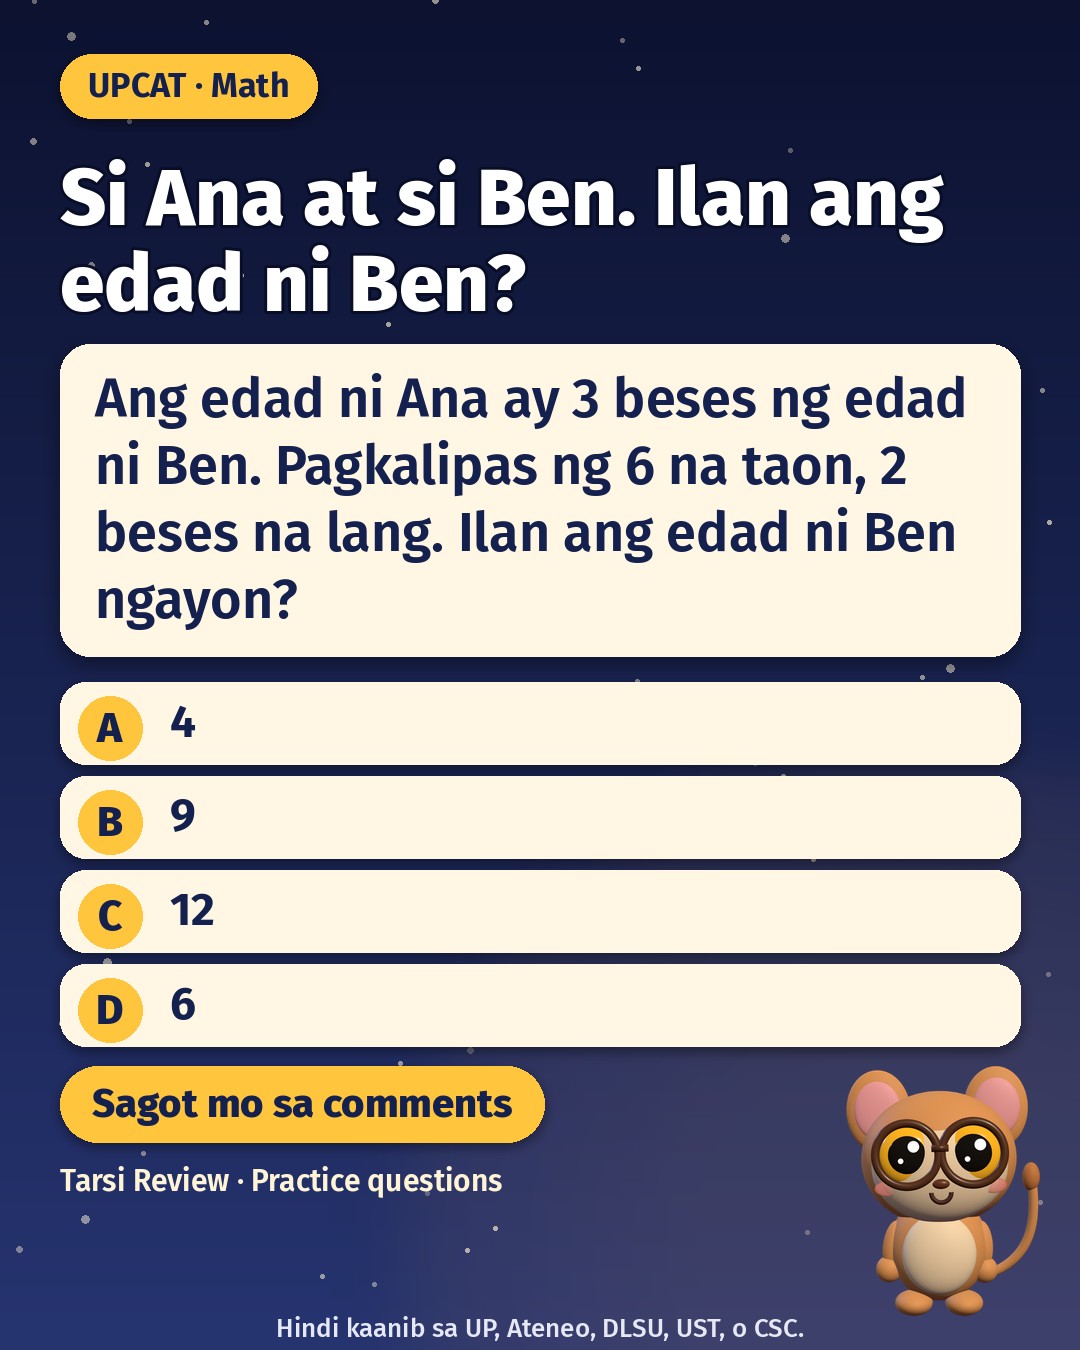 UPCAT · Math
Si Ana at si Ben. Ilan ang
edad ni Ben?
Ang edad ni Ana ay 3 beses ng edad
ni Ben. Pagkalipas ng 6 na taon, 2
beses na lang. Ilan ang edad ni Ben
ngayon?
A 4
B 9
C 12
D 6
Sagot mo sa comments
Tarsi Review · Practice questions
Hindi kaanib sa UP, Ateneo, DLSU, UST, o CSC.